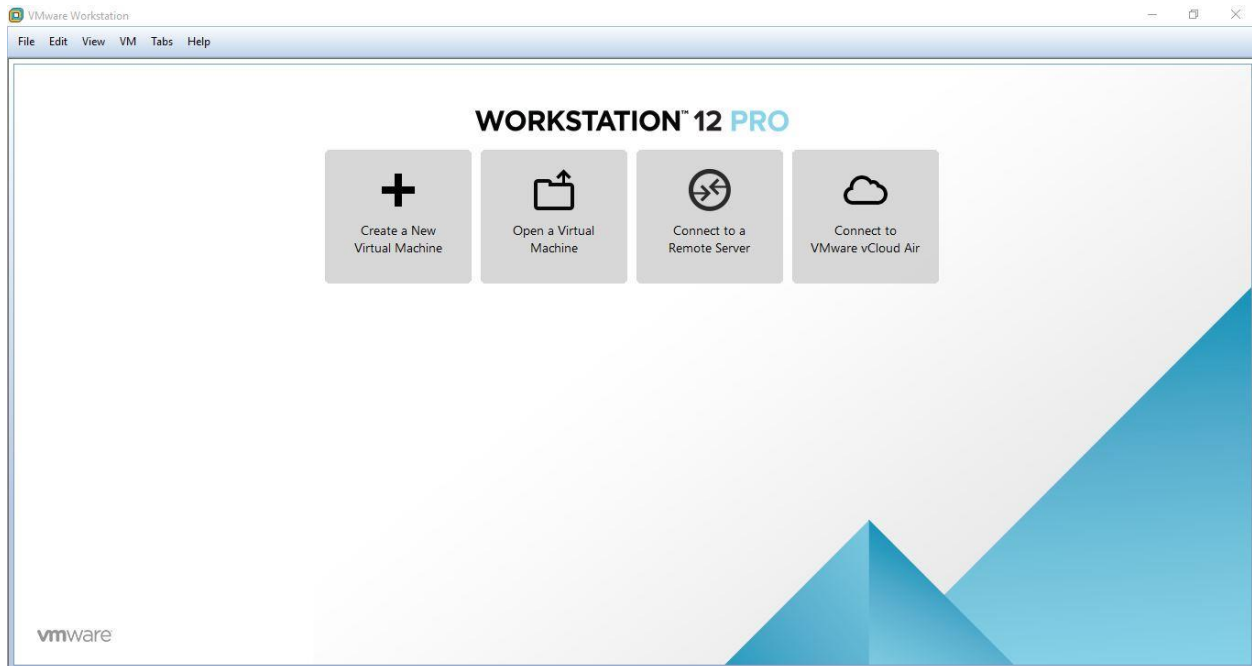 VMware Workstation
File Edit View VM Tabs Help
WORKSTATION™ 12 PRO
Create a New
Virtual Machine
Open a Virtual
Machine
Connect to a
Remote Server
Connect to
VMware vCloud Air
vmware